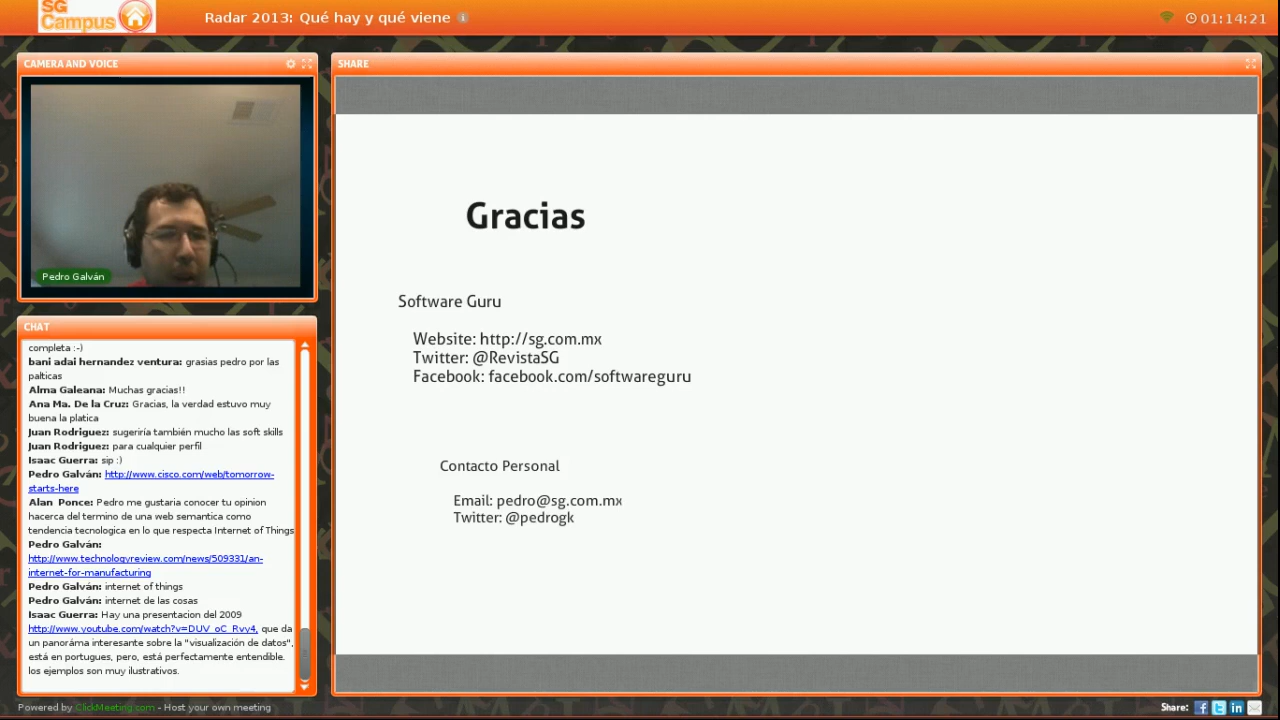 SG
Campus
Radar 2013: Qué hay y qué viene
01:14:21
CAMERA AND VOICE
Pedro Galván
CHAT
completa :-)
bani adai hernandez ventura: grasias pedro por las
palticas
Alma Galeana: Muchas gracias!!
Ana Ma. De la Cruz: Gracias, la verdad estuvo muy
buena la platica
Juan Rodriguez: sugeriría también mucho las soft skills
Juan Rodriguez: para cualquier perfil
Isaac Guerra: sip :)
Pedro Galván: http://www.cisco.com/web/tomorrow-
starts-here
Alan Ponce: Pedro me gustaria conocer tu opinion
hacerca del termino de una web semantica como
tendencia tecnologica en lo que respecta Internet of Things
Pedro Galván:
http://www.technologyreview.com/news/509331/an-
internet-for-manufacturing
Pedro Galván: internet of things
Pedro Galván: internet de las cosas
Isaac Guerra: Hay una presentacion del 2009
http://www.youtube.com/watch?v=DUV_oC_Rvy4, que da
un panoráma interesante sobre la "visualización de datos",
está en portugues, pero, está perfectamente entendible.
los ejemplos son muy ilustrativos.
SHARE
Gracias
Software Guru
Website: http://sg.com.mx
Twitter: @RevistaSG
Facebook: facebook.com/softwareguru
Contacto Personal
Email: pedro@sg.com.mx
Twitter: @pedrogk
Powered by ClickMeeting.com - Host your own meeting
Share: